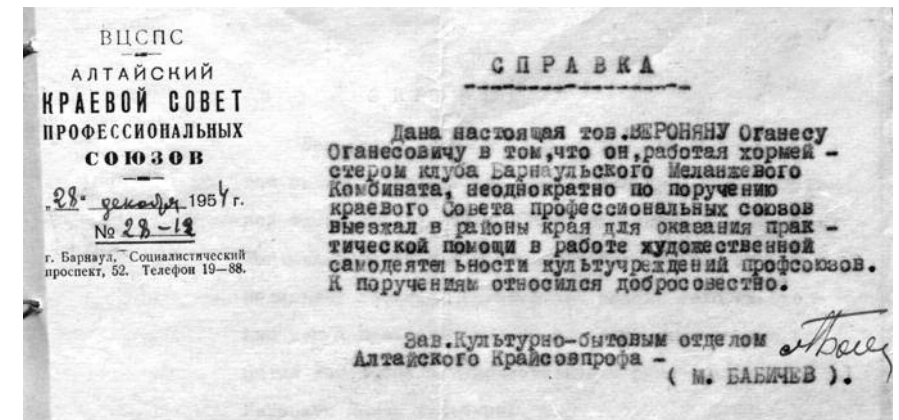 ВЦСПС
АЛТАЙСКИЙ
КРАЕВОЙ СОВЕТ
ПРОФЕССИОНАЛЬНЫХ
СОЮЗОВ
„28" декабря 1954 г.
№ 28-12
г. Барнаул, Социалистический
проспект, 52. Телефон 19—88.
СПРАВКА
Дана настоящая тов.ВЕРОНЯНУ Оганесу
Оганесовичу в том,что он,работая хормей -
стером клуба Барнаульского Меланжевого
Комбината, неоднократно по поручению
краевого Совета профессиональных союзов
выезжал в районы края для оказания прак -
тической помощи в работе художественной
самодеятел ьности культучреждений профсоюзов.
К поручениям относился добросовестно.
Зав.Культурно-бытовым отделом
Алтайского Крайсовпрофа -
( М. БАБИЧЕВ ).